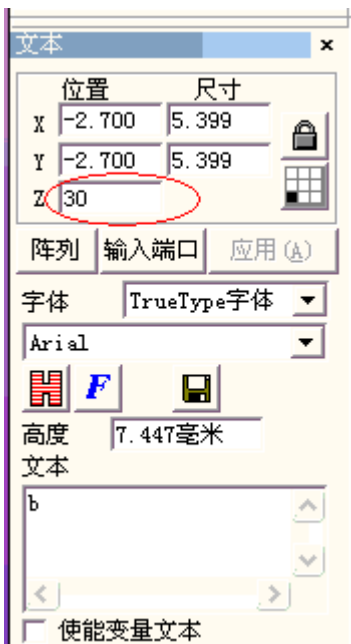 文本 ×
位置 尺寸
X -2.700 5.399
Y -2.700 5.399
Z 30
阵列 输入端口 应用(A)
字体 TrueType字体
Arial
H F
高度 7.447毫米
文本
b
使能变量文本